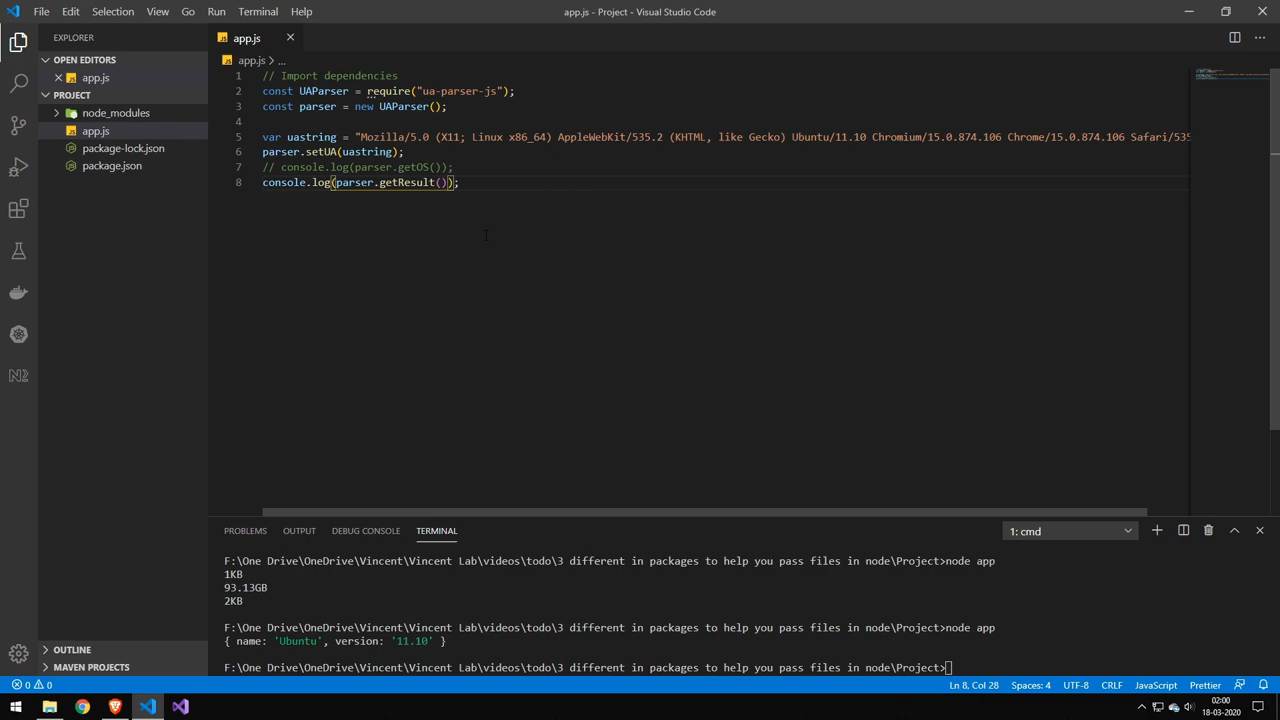 File Edit Selection View Go Run Terminal Help
app.js - Project - Visual Studio Code
EXPLORER
OPEN EDITORS
app.js
PROJECT
node_modules
app.js
package-lock.json
package.json
OUTLINE
MAVEN PROJECTS
app.js
app.js > ...
1 // Import dependencies
2 const UAParser = require("ua-parser-js");
3 const parser = new UAParser();
4
5 var uastring = "Mozilla/5.0 (X11; Linux x86_64) AppleWebKit/535.2 (KHTML, like Gecko) Ubuntu/11.10 Chromium/15.0.874.106 Chrome/15.0.874.106 Safari/535
6 parser.setUA(uastring);
7 // console.log(parser.getOS());
8 console.log(parser.getResult());
PROBLEMS OUTPUT DEBUG CONSOLE TERMINAL
1: cmd
F:\One Drive\OneDrive\Vincent\Vincent Lab\videos\todo\3 different in packages to help you pass files in node\Project>node app
1KB
93.13GB
2KB
F:\One Drive\OneDrive\Vincent\Vincent Lab\videos\todo\3 different in packages to help you pass files in node\Project>node app
{ name: 'Ubuntu', version: '11.10' }
F:\One Drive\OneDrive\Vincent\Vincent Lab\videos\todo\3 different in packages to help you pass files in node\Project>
0 0
Ln 8, Col 28 Spaces: 4 UTF-8 CRLF JavaScript Prettier
02:00
18-03-2020